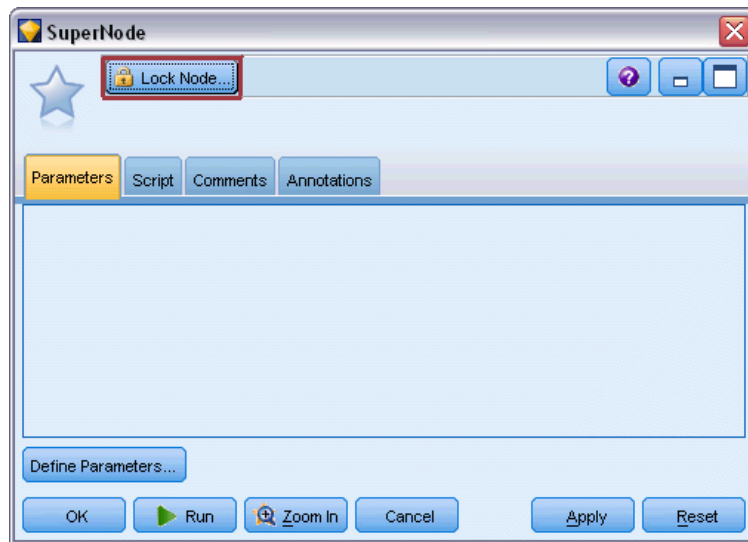 SuperNode
Lock Node...
?
Parameters Script Comments Annotations
Define Parameters...
OK Run Zoom In Cancel Apply Reset